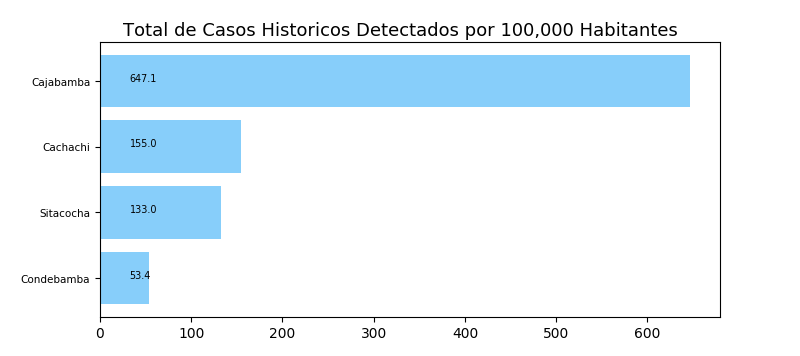 Total de Casos Historicos Detectados por 100,000 Habitantes
Cajabamba 647.1
Cachachi 155.0
Sitacocha 133.0
Condebamba 53.4
0 100 200 300 400 500 600